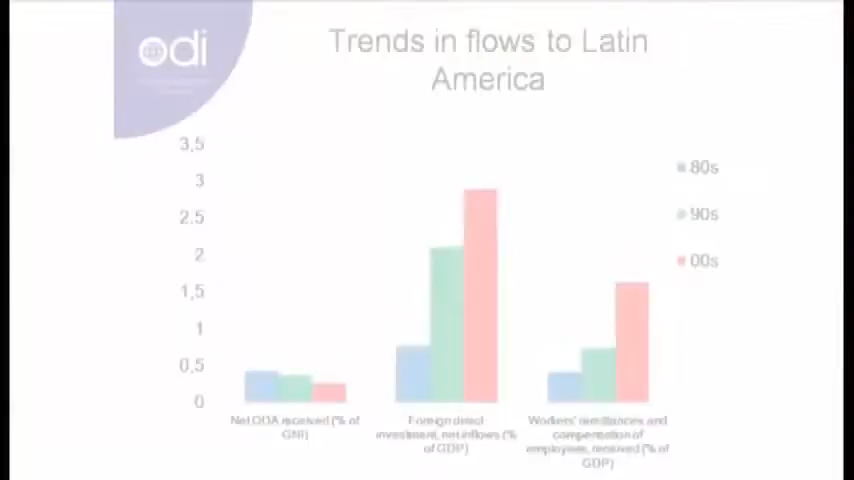 odi
Trends in flows to Latin
America
3,5
3
2,5
2
1,5
1
0,5
0
80s
90s
00s
Net ODA received (% of
GNI)
Foreign direct
investment, net inflows (%
of GDP)
Workers' remittances and
compensation of
employees, received (% of
GDP)